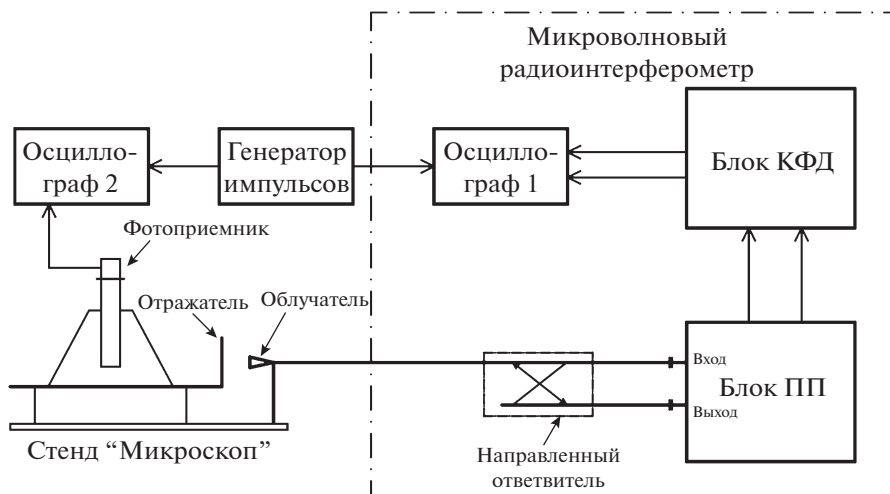 Микроволновый
радиоинтерферометр
Осцилло-
граф 2
Генератор
импульсов
Осцилло-
граф 1
Блок КФД
Фотоприемник
Отражатель
Облучатель
Вход
Блок ПП
Выход
Стенд “Микроскоп”
Направленный
ответвитель